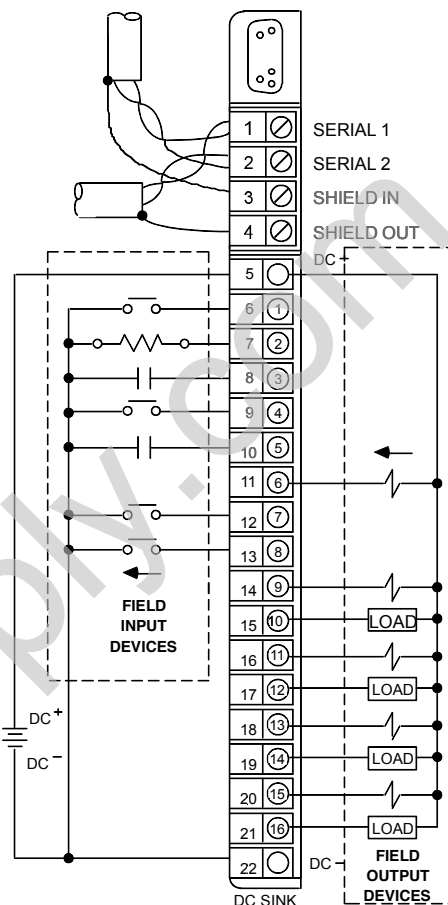 1 SERIAL 1
2 SERIAL 2
3 SHIELD IN
4 SHIELD OUT
5 DC +
6 1
7 2
8 3
9 4
10 5
11 6
12 7
13 8
14 9
15 10 LOAD
16 11
17 12 LOAD
18 13
19 14 LOAD
20 15
21 16 LOAD
22 DC –
FIELD
INPUT
DEVICES
DC +
DC –
FIELD
OUTPUT
DEVICES
DC SINK
ply.com